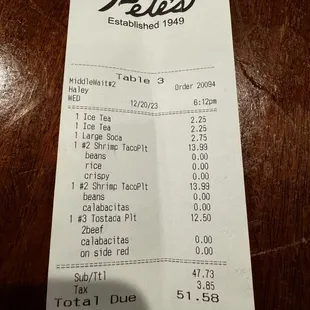 Pete's
Established 1949
Table 3
MiddleWait#2 Order 20094
Haley
WED 12/20/23 6:12pm
1 Ice Tea 2.25
1 Ice Tea 2.25
1 Large Soca 2.75
1 #2 Shrimp TacoPlt 13.99
beans 0.00
rice 0.00
crispy 0.00
1 #2 Shrimp TacoPlt 13.99
beans 0.00
calabacitas 0.00
1 #3 Tostada Plt 12.50
2beef
calabacitas 0.00
on side red 0.00
Sub/Ttl 47.73
Tax 3.85
Total Due 51.58